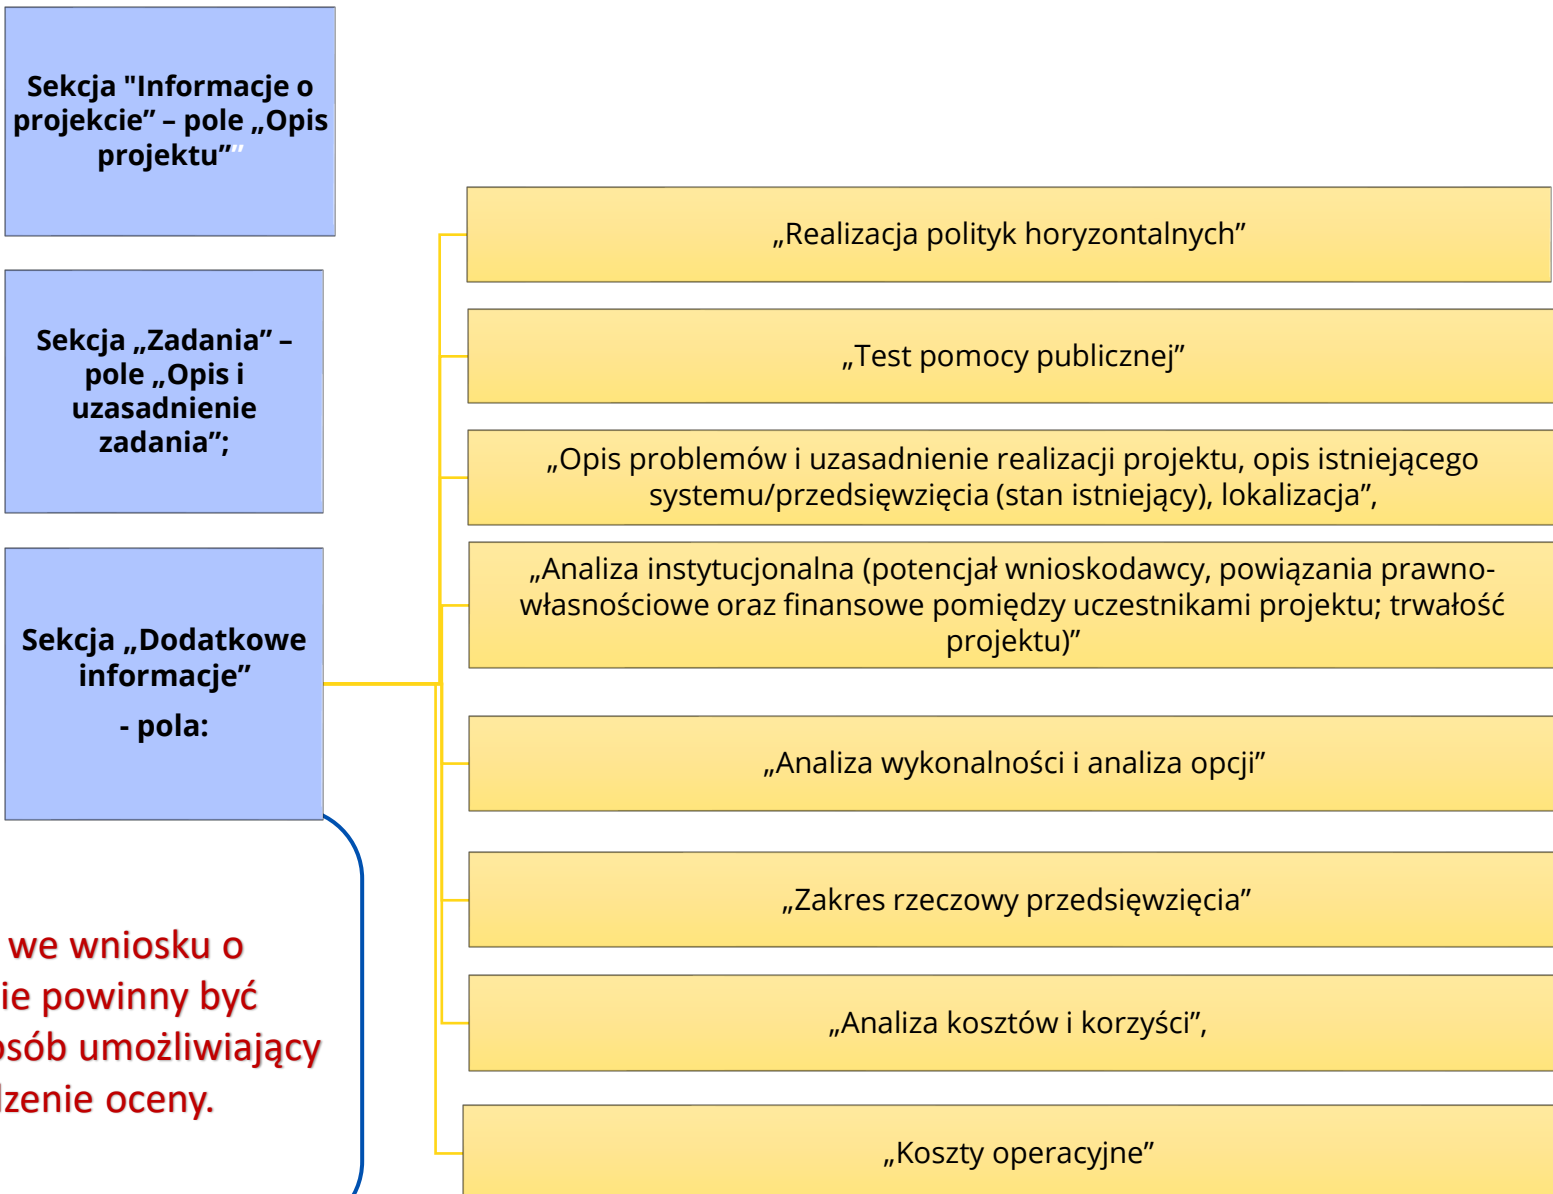 Sekcja "Informacje o
projekcie” – pole „Opis
projektu””
Sekcja „Zadania” –
pole „Opis i
uzasadnienie
zadania”;
Sekcja „Dodatkowe
informacje”
- pola:
„Realizacja polityk horyzontalnych”
„Test pomocy publicznej”
„Opis problemów i uzasadnienie realizacji projektu, opis istniejącego
systemu/przedsięwzięcia (stan istniejący), lokalizacja”,
„Analiza instytucjonalna (potencjał wnioskodawcy, powiązania prawno-
własnościowe oraz finansowe pomiędzy uczestnikami projektu; trwałość
projektu)”
„Analiza wykonalności i analiza opcji”
„Zakres rzeczowy przedsięwzięcia”
„Analiza kosztów i korzyści”,
„Koszty operacyjne”
we wniosku o
ie powinny być
osób umożliwiający
dzenie oceny.